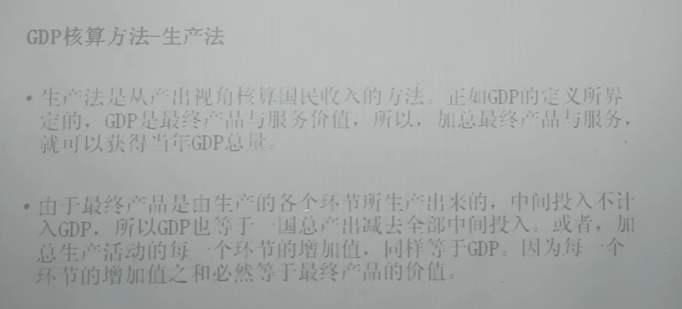 GDP核算方法-生产法
• 生产法是从产出视角核算国民收入的方法。正如GDP的定义所界
定的，GDP是最终产品与服务价值，所以，加总最终产品与服务，
就可以获得当年GDP总量。
• 由于最终产品是由生产的各个环节所生产出来的，中间投入不计
入GDP，所以GDP也等于一国总产出减去全部中间投入。或者，加
总生产活动的每一个环节的增加值，同样等于GDP。因为每一个
环节的增加值之和必然等于最终产品的价值。